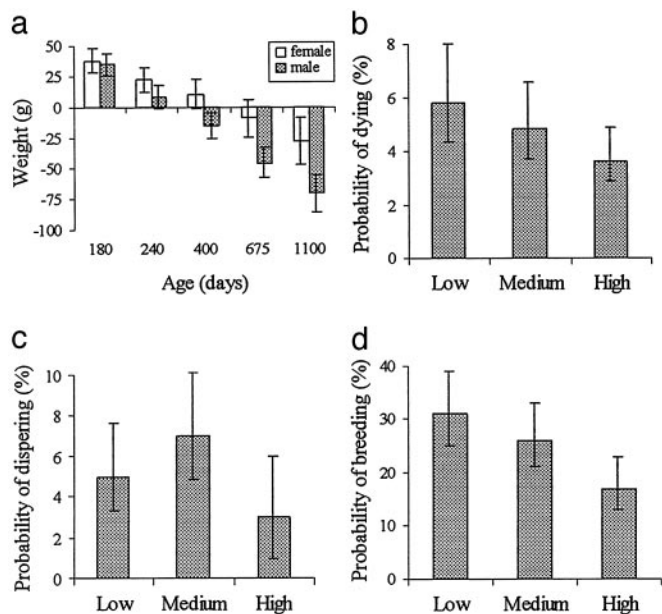 a
50
25
0
-25
-50
-75
-100
Weight (g)
female
male
180 240 400 675 1100
Age (days)
b
8
6
4
2
0
Probability of dying (%)
Low Medium High
c
10
8
6
4
2
0
Probability of dispering (%)
Low Medium High
d
40
30
20
10
0
Probability of breeding (%)
Low Medium High